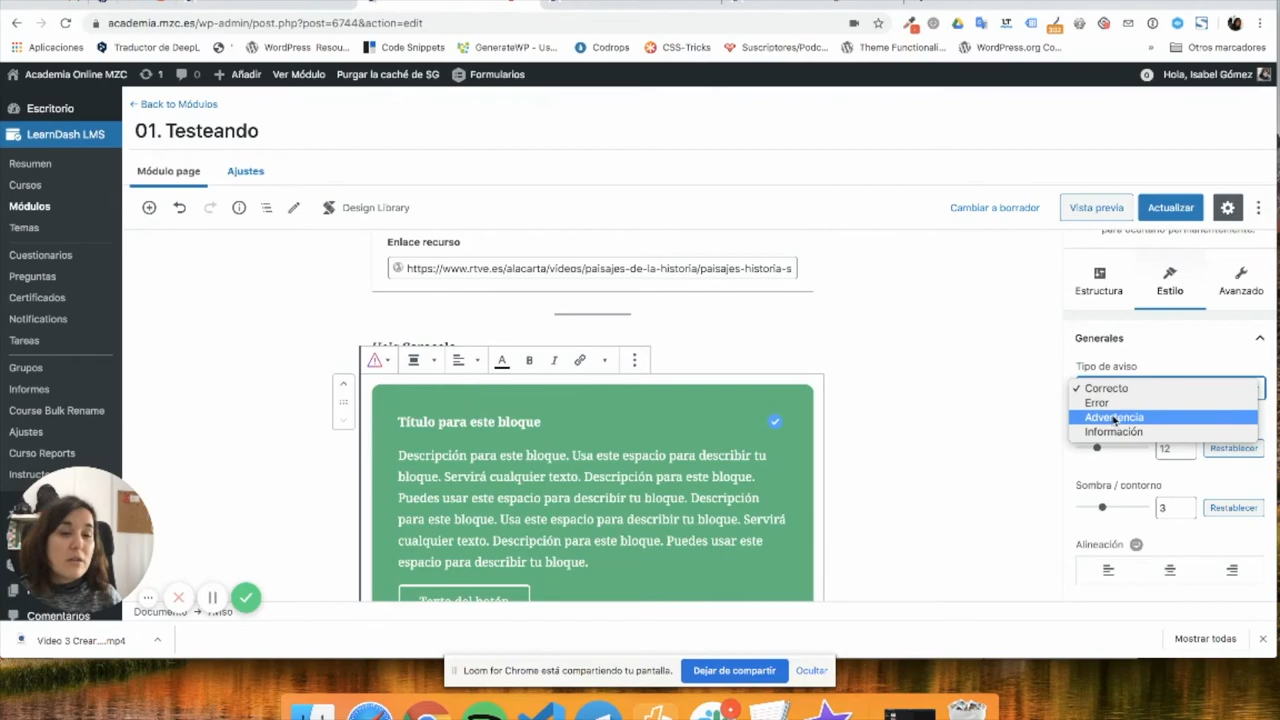 academia.mzc.es/wp-admin/post.php?post=6744&action=edit
Aplicaciones
Traductor de DeepL
WordPress Resou...
Code Snippets
GenerateWP - Us...
Codrops
CSS-Tricks
Suscriptores/Podc...
Theme Functionali...
WordPress.org Co...
»
Otros marcadores
Academia Online MZC
1
Añadir
Ver Módulo
Purgar la caché de SG
Formularios
0
Hola, Isabel Gómez
Escritorio
LearnDash LMS
Resumen
Cursos
Módulos
Temas
Cuestionarios
Preguntas
Certificados
Notifications
Tareas
Grupos
Informes
Course Bulk Rename
Ajustes
Curso Reports
Comentarios
← Back to Módulos
01. Testeando
Módulo page
Ajustes
Design Library
Cambiar a borrador
Vista previa
Actualizar
Enlace recurso
https://www.rtve.es/alacarta/videos/paisajes-de-la-historia/paisajes-historia-s
A
B
I
Título para este bloque
Descripción para este bloque. Usa este espacio para describir tu
bloque. Servirá cualquier texto. Descripción para este bloque.
Puedes usar este espacio para describir tu bloque. Descripción
para este bloque. Usa este espacio para describir tu bloque. Servirá
cualquier texto. Descripción para este bloque. Puedes usar este
espacio para describir tu bloque.
Texto del botón
para ocultarlo permanentemente.
Estructura
Estilo
Avanzado
Generales
Tipo de aviso
✓ Correcto
Error
Advertencia
Información
12
Restablecer
Sombra / contorno
3
Restablecer
Alineación
Documento → Aviso
Video 3 Crear....mp4
Mostrar todas
Loom for Chrome está compartiendo tu pantalla.
Dejar de compartir
Ocultar